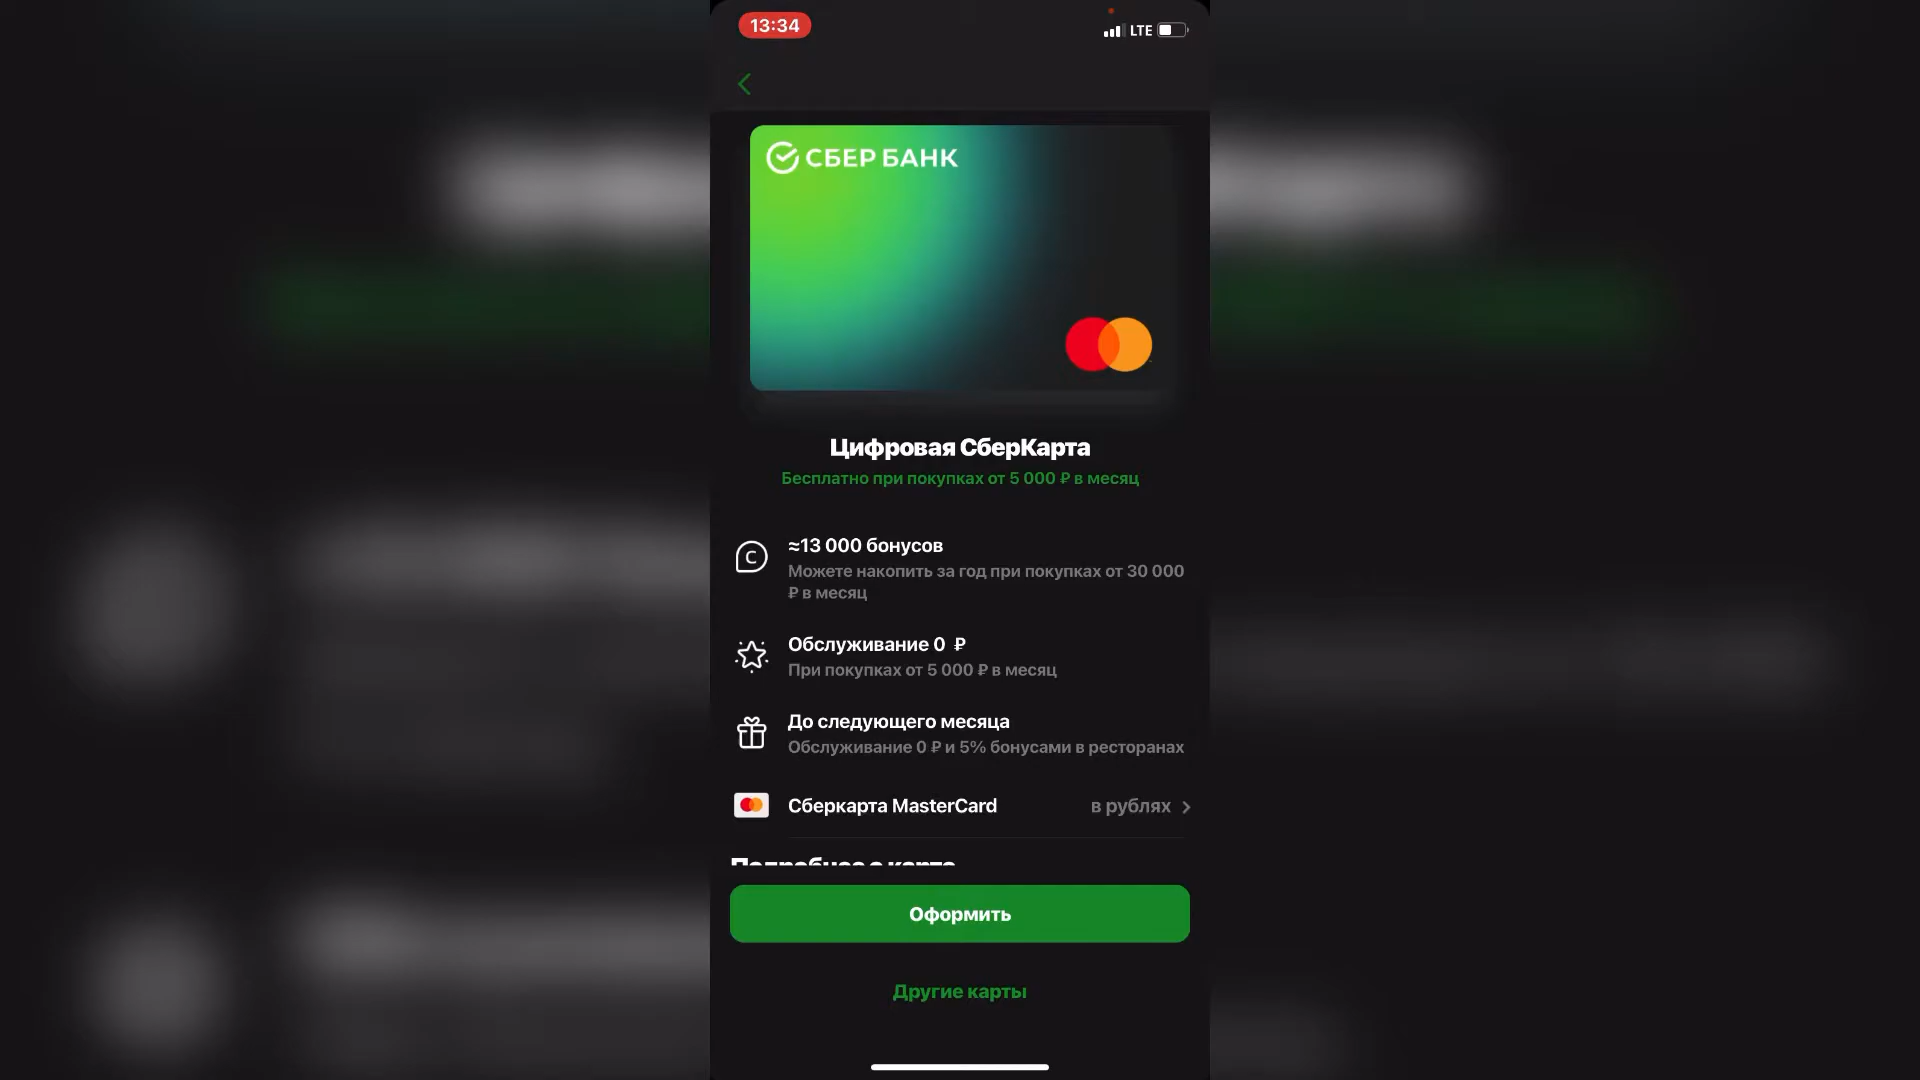 13:34
LTE
СБЕР БАНК
Цифровая СберКарта
Бесплатно при покупках от 5 000 ₽ в месяц
≈13 000 бонусов
Можете накопить за год при покупках от 30 000
₽ в месяц
Обслуживание 0 ₽
При покупках от 5 000 ₽ в месяц
До следующего месяца
Обслуживание 0 ₽ и 5% бонусами в ресторанах
Сберкарта MasterCard
в рублях
Подробнее о карте
Оформить
Другие карты